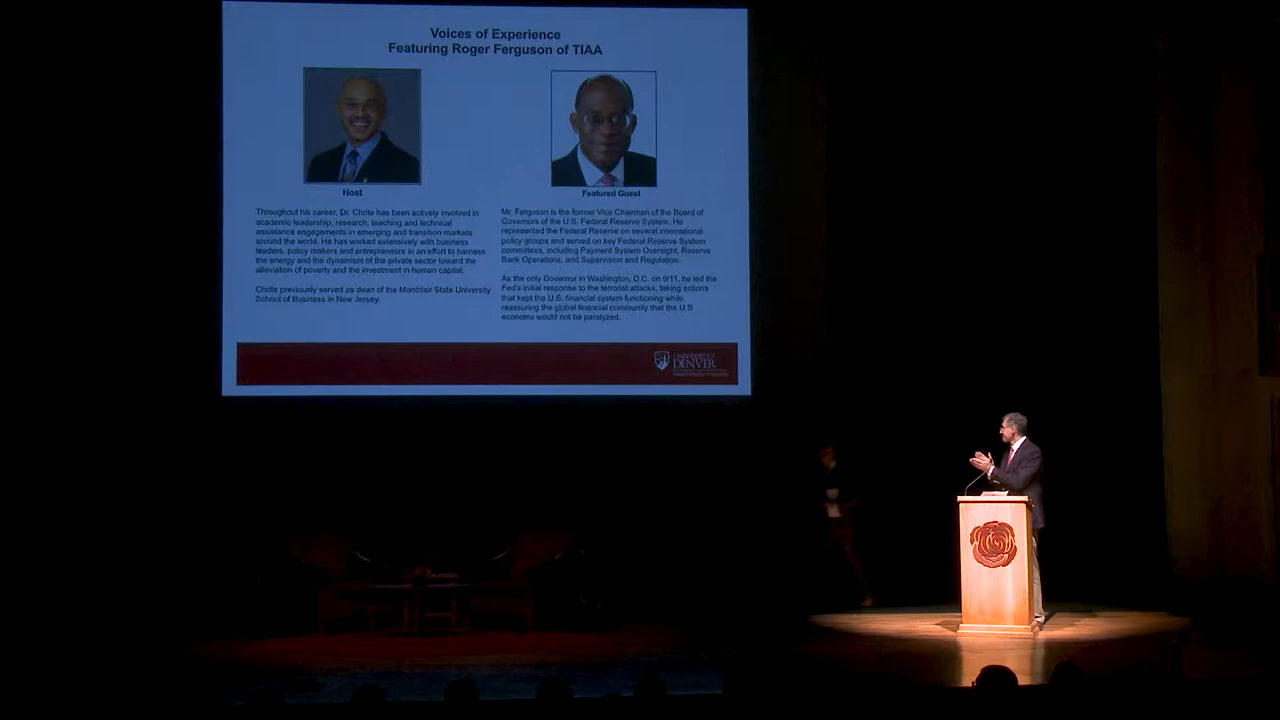 Voices of Experience
Featuring Roger Ferguson of TIAA
Host
Throughout his career, Dr. Chrite has been actively involved in
academic leadership, research, teaching and technical
assistance engagements in emerging and transition markets
around the world. He has worked extensively with business
leaders, policy makers and entrepreneurs in an effort to harness
the energy and the dynamism of the private sector toward the
alleviation of poverty and the investment in human capital.
Chrite previously served as dean of the Montclair State University
School of Business in New Jersey.
Featured Guest
Mr. Ferguson is the former Vice Chairman of the Board of
Governors of the U.S. Federal Reserve System. He
represented the Federal Reserve on several international
policy groups and served on key Federal Reserve System
committees, including Payment System Oversight, Reserve
Bank Operations, and Supervision and Regulation.
As the only Governor in Washington, D.C. on 9/11, he led the
Fed's initial response to the terrorist attacks, taking actions
that kept the U.S. financial system functioning while
reassuring the global financial community that the U.S.
economy would not be paralyzed.
UNIVERSITY OF
DENVER